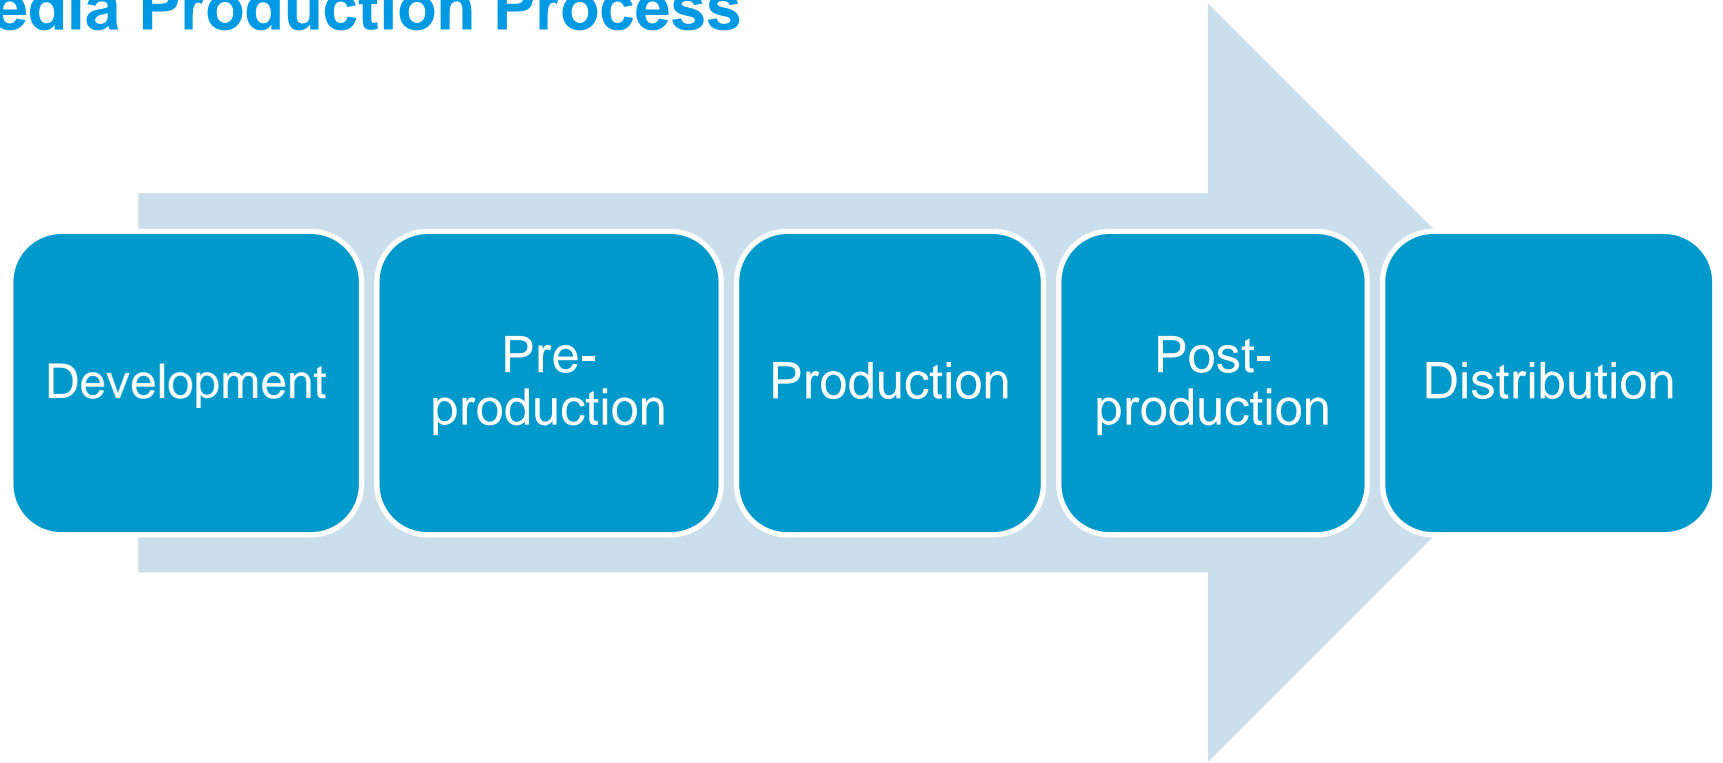 edia Production Process
Development
Pre-
production
Production
Post-
production
Distribution